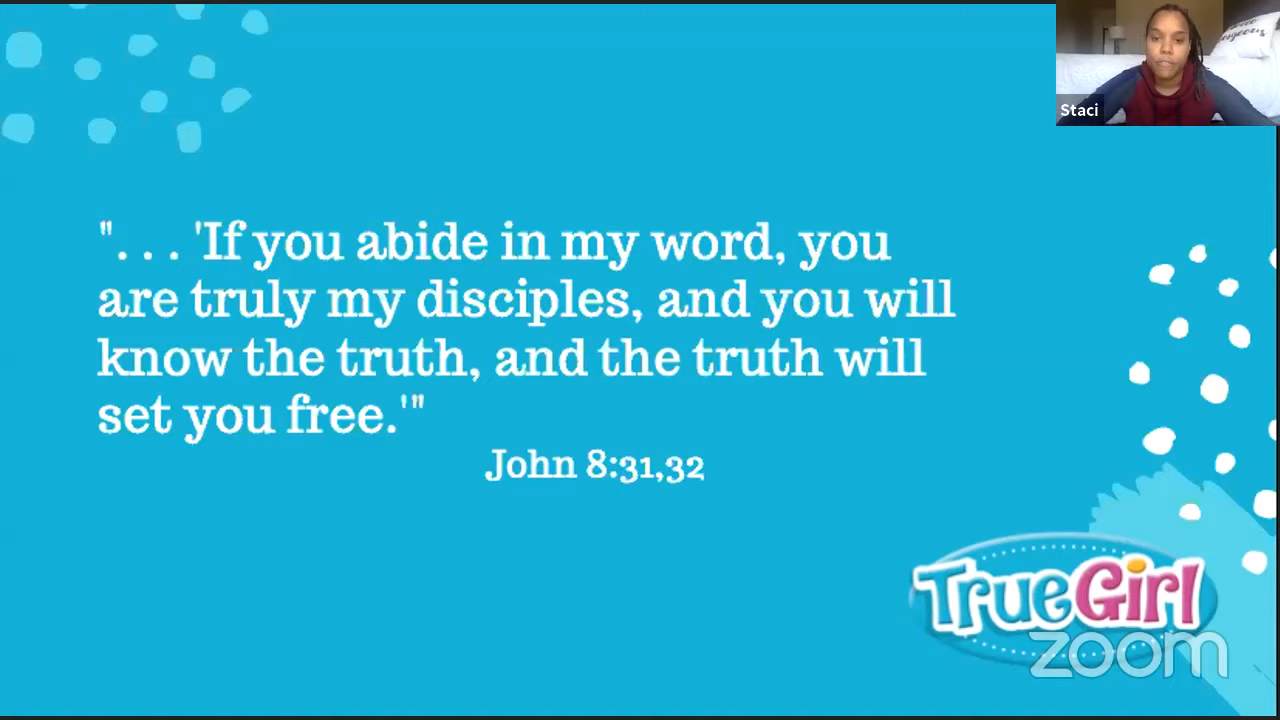 Staci
". . . 'If you abide in my word, you
are truly my disciples, and you will
know the truth, and the truth will
set you free.'"
John 8:31,32
TrueGirl
zoom